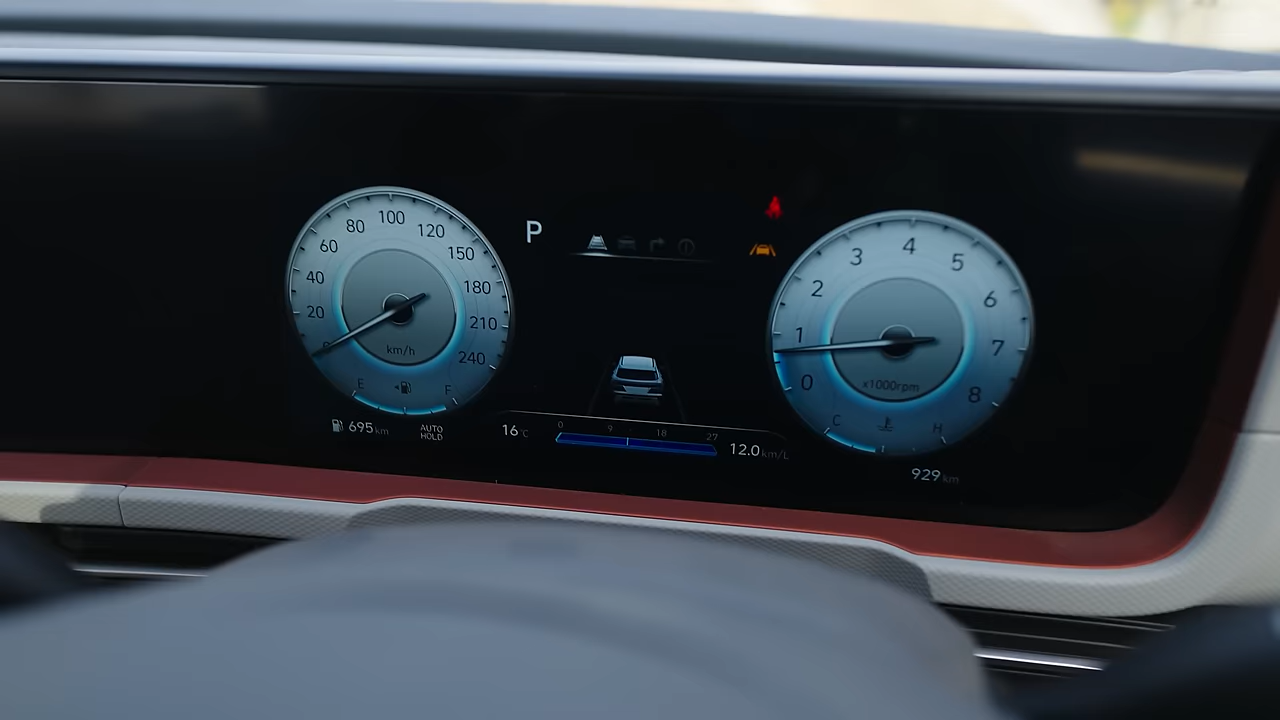 0 20 40 60 80 100 120 150 180 210 240
km/h
E F
695 km
AUTO
HOLD
P
16°C
0 9 18 27
12.0 km/L
0 1 2 3 4 5 6 7 8
x1000rpm
C H
929 km